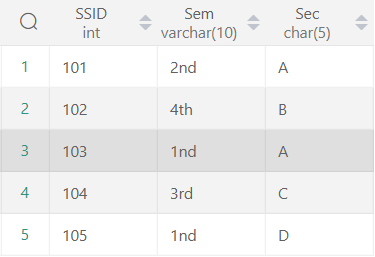 SSID Sem Sec
int varchar(10) char(5)
1 101 2nd A
2 102 4th B
3 103 1nd A
4 104 3rd C
5 105 1nd D